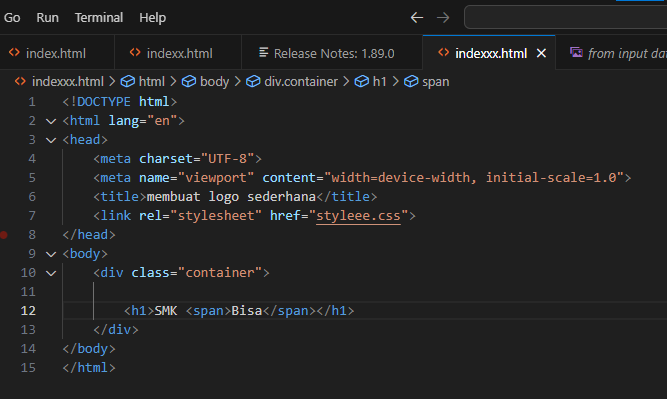 Go Run Terminal Help
index.html indexx.html Release Notes: 1.89.0 indexxx.html from input dat
indexxx.html > html > body > div.container > h1 > span
1 <!DOCTYPE html>
2 <html lang="en">
3 <head>
4 <meta charset="UTF-8">
5 <meta name="viewport" content="width=device-width, initial-scale=1.0">
6 <title>membuat logo sederhana</title>
7 <link rel="stylesheet" href="styleee.css">
8 </head>
9 <body>
10 <div class="container">
11
12 <h1>SMK <span>Bisa</span></h1>
13 </div>
14 </body>
15 </html>